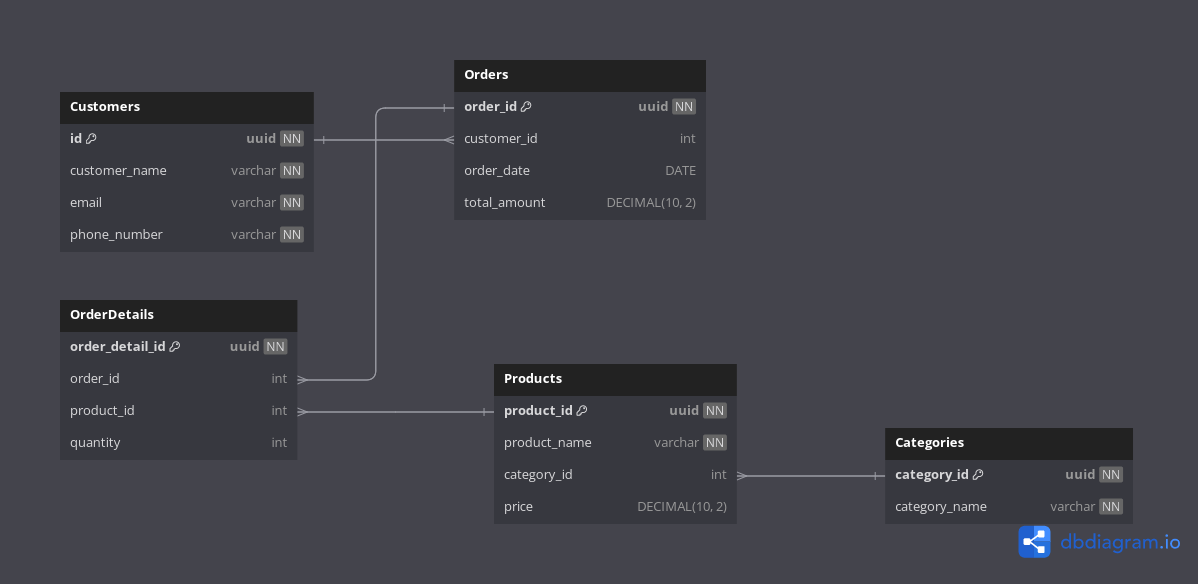 Customers
id uuid NN
customer_name varchar NN
email varchar NN
phone_number varchar NN
Orders
order_id uuid NN
customer_id int
order_date DATE
total_amount DECIMAL(10, 2)
OrderDetails
order_detail_id uuid NN
order_id int
product_id int
quantity int
Products
product_id uuid NN
product_name varchar NN
category_id int
price DECIMAL(10, 2)
Categories
category_id uuid NN
category_name varchar NN
dbdiagram.io